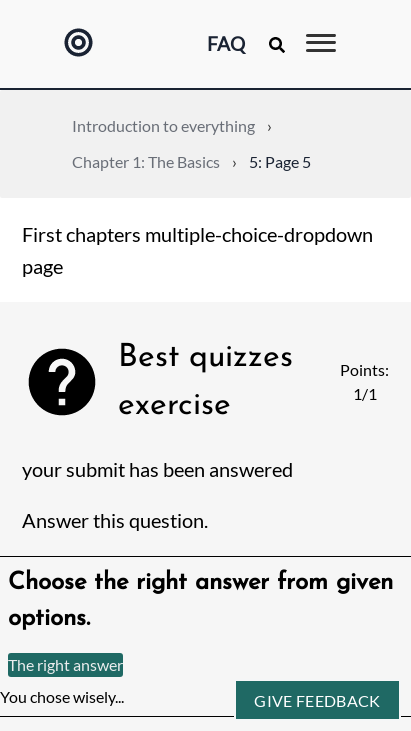 FAQ
Introduction to everything ›
Chapter 1: The Basics › 5: Page 5
First chapters multiple-choice-dropdown
page
Best quizzes
exercise
Points:
1/1
your submit has been answered
Answer this question.
Choose the right answer from given
options.
The right answer
You chose wisely...
GIVE FEEDBACK